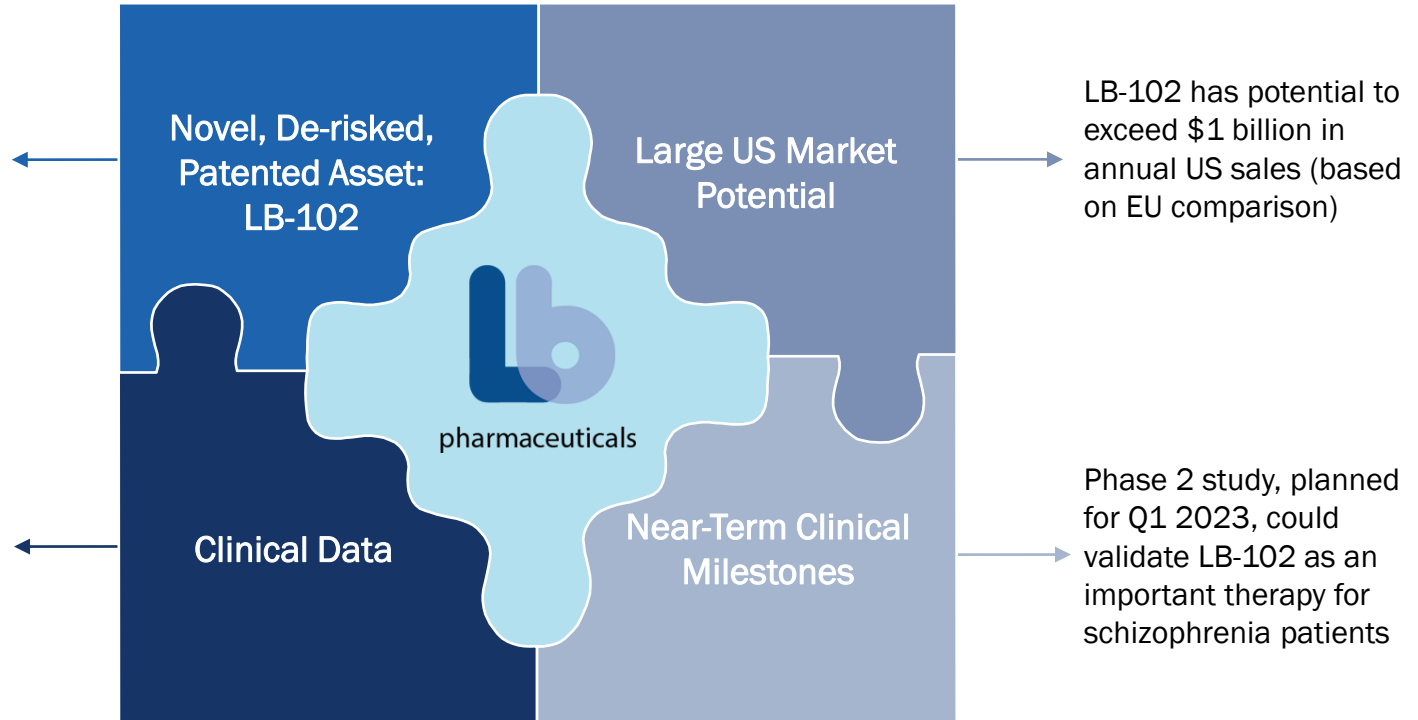 Novel, De-risked,
Patented Asset:
LB-102
Large US Market
Potential
LB-102 has potential to
exceed $1 billion in
annual US sales (based
on EU comparison)
Lb
pharmaceuticals
Clinical Data
Near-Term Clinical
Milestones
Phase 2 study, planned
for Q1 2023, could
validate LB-102 as an
important therapy for
schizophrenia patients